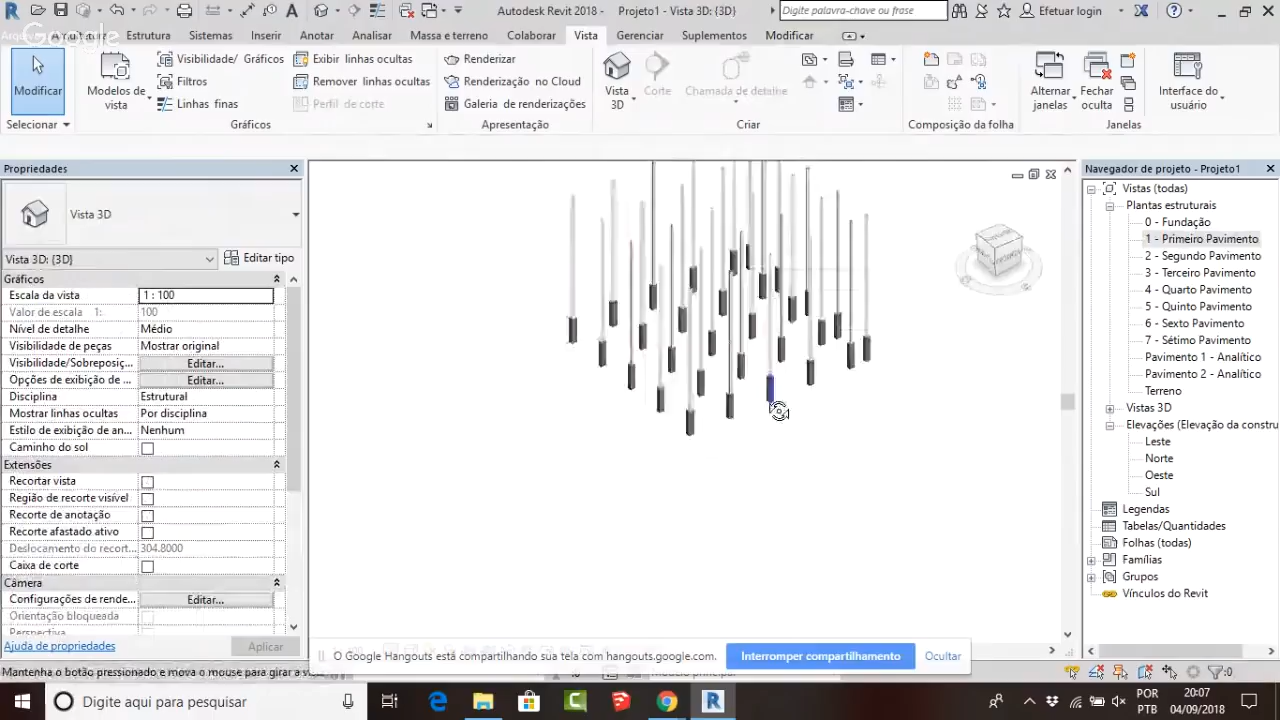 Autodesk Revit 2018 - Projeto1 - Vista 3D: {3D}
Digite palavra-chave ou frase
Efetuar login
Google
Estrutura
Sistemas
Inserir
Anotar
Analisar
Massa e terreno
Colaborar
Vista
Gerenciar
Suplementos
Modificar
Modificar
Selecionar
Modelos de vista
Visibilidade/ Gráficos
Filtros
Linhas finas
Exibir linhas ocultas
Remover linhas ocultas
Perfil de corte
Gráficos
Renderizar
Renderização no Cloud
Galeria de renderizações
Apresentação
Vista 3D
Corte
Chamada de detalhe
Criar
Composição da folha
Alternar janelas
Fechar oculta
Janelas
Interface do usuário
Propriedades
Vista 3D
Vista 3D: {3D}
Editar tipo
Gráficos
Escala da vista 1 : 100
Valor de escala 1: 100
Nível de detalhe Médio
Visibilidade de peças Mostrar original
Visibilidade/Sobreposiç... Editar...
Opções de exibição de ... Editar...
Disciplina Estrutural
Mostrar linhas ocultas Por disciplina
Estilo de exibição de an... Nenhum
Caminho do sol
Extensões
Recortar vista
Região de recorte visível
Recorte de anotação
Recorte afastado ativo
Deslocamento do recort... 304.8000
Caixa de corte
Câmera
Configurações de rende... Editar...
Orientação bloqueada
Perspectiva
Ajuda de propriedades
Aplicar
Navegador de projeto - Projeto1
Vistas (todas)
Plantas estruturais
0 - Fundação
1 - Primeiro Pavimento
2 - Segundo Pavimento
3 - Terceiro Pavimento
4 - Quarto Pavimento
5 - Quinto Pavimento
6 - Sexto Pavimento
7 - Sétimo Pavimento
Pavimento 1 - Analítico
Pavimento 2 - Analítico
Terreno
Vistas 3D
Elevações (Elevação da constru
Leste
Norte
Oeste
Sul
Legendas
Tabelas/Quantidades
Folhas (todas)
Famílias
Grupos
Vínculos do Revit
O Google Hangouts está compartilhando sua tela com hangouts.google.com.
Interromper compartilhamento
Ocultar
Mantenha o botão pressionado e move o mouse para girar a vis
:0
Digite aqui para pesquisar
POR
PTB
20:07
04/09/2018